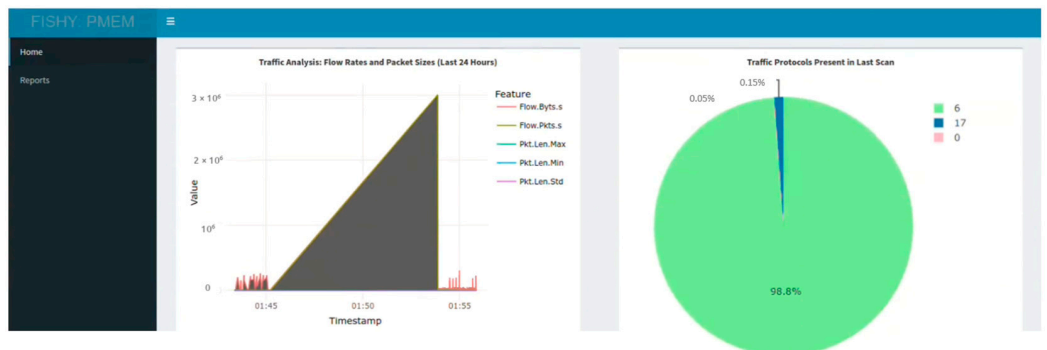 FISHY PMEM
☰
Home
Reports
Traffic Analysis: Flow Rates and Packet Sizes (Last 24 Hours)
3 × 10⁶
2 × 10⁶
10⁶
0
Value
01:45
01:50
01:55
Timestamp
Feature
Flow.Byts.s
Flow.Pkts.s
Pkt.Len.Max
Pkt.Len.Min
Pkt.Len.Std
Traffic Protocols Present in Last Scan
0.15%
0.05%
98.8%
6
17
0